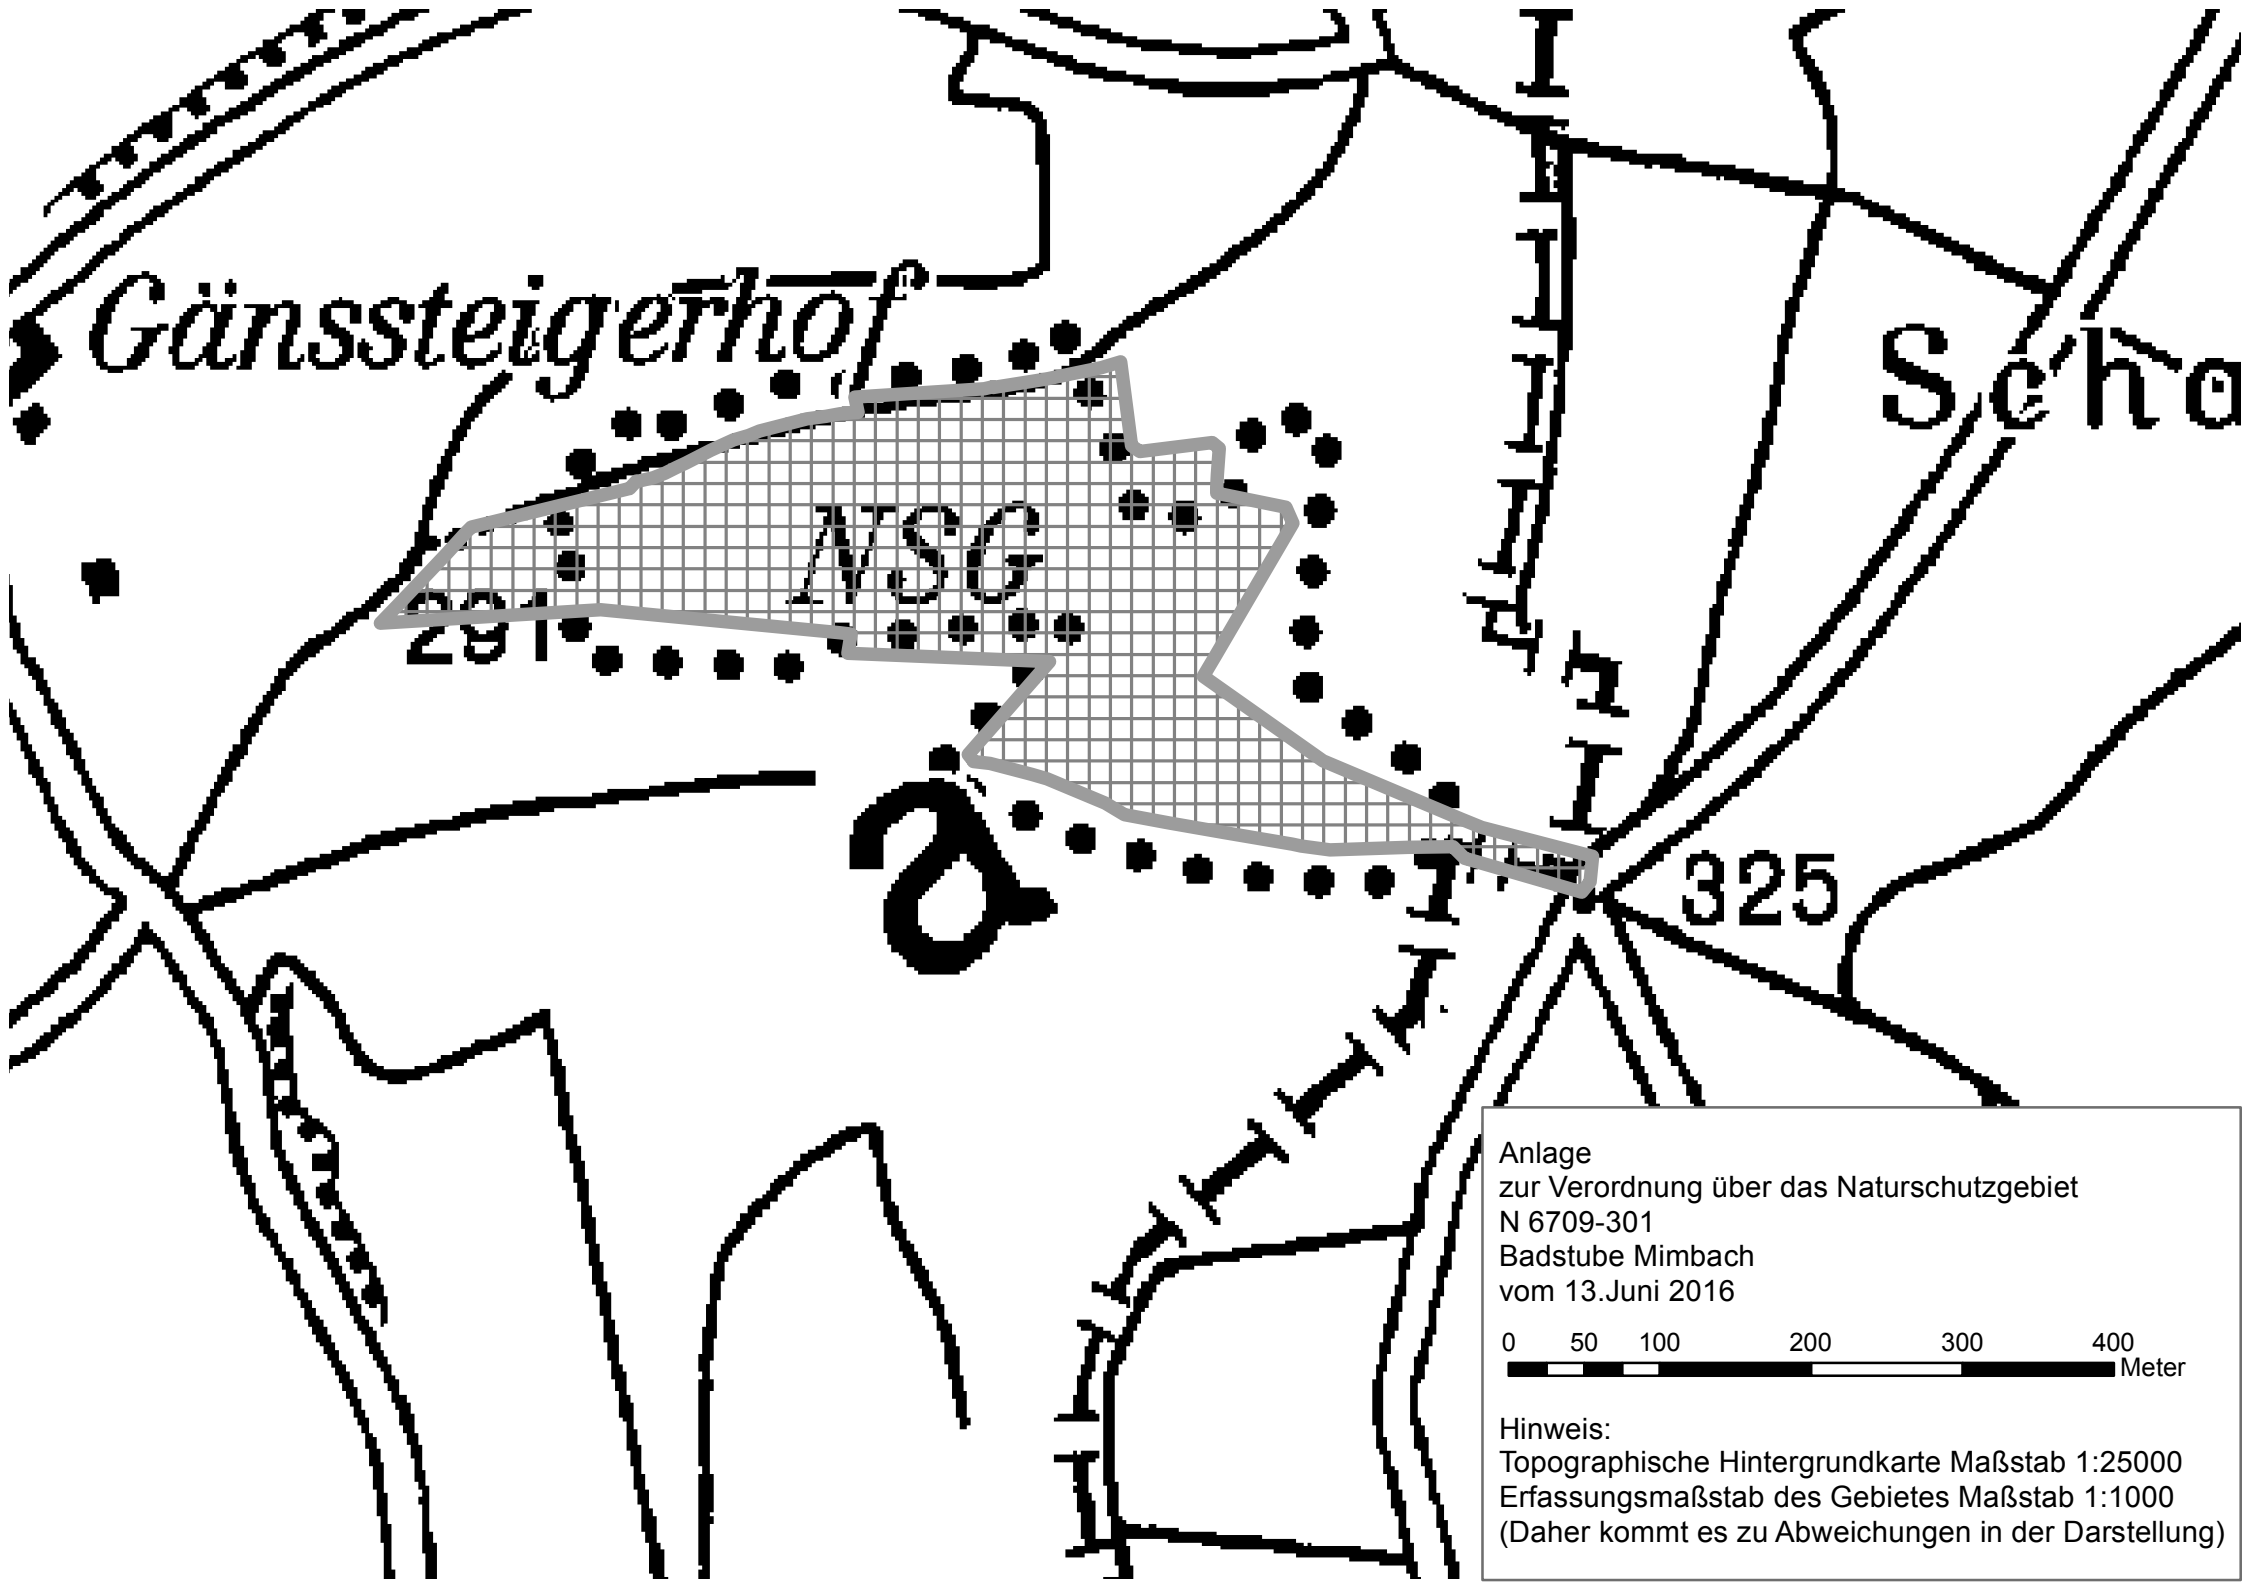 Gänssteigerhof
Scha
NSG
291
a
325
Anlage
zur Verordnung über das Naturschutzgebiet
N 6709-301
Badstube Mimbach
vom 13.Juni 2016
0 50 100 200 300 400
Meter
Hinweis:
Topographische Hintergrundkarte Maßstab 1:25000
Erfassungsmaßstab des Gebietes Maßstab 1:1000
(Daher kommt es zu Abweichungen in der Darstellung)